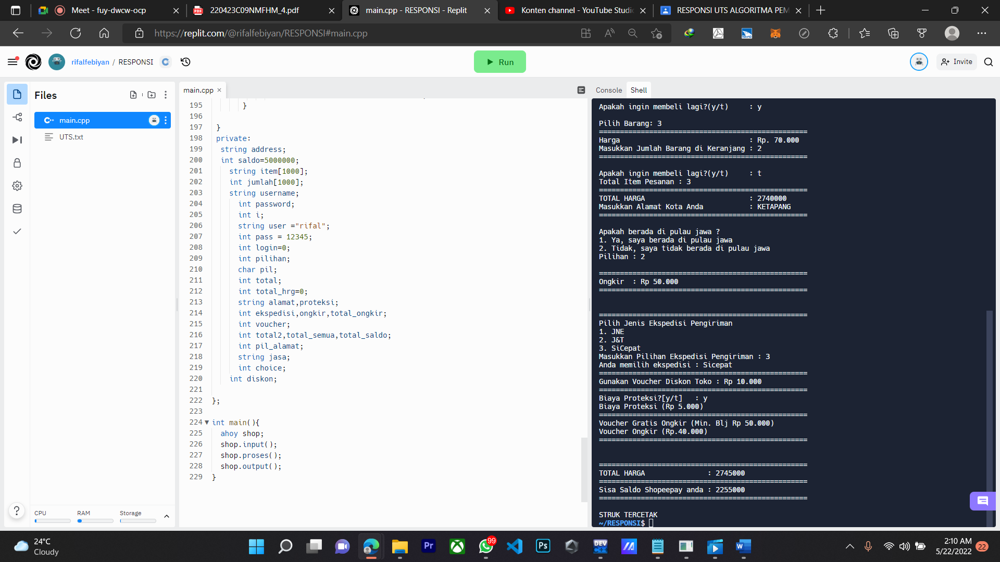 Meet - fuy-dwcw-ocp
220423C09NMFHM_4.pdf
main.cpp - RESPONSI - Replit
Konten channel - YouTube Studio
RESPONSI UTS ALGORITMA PEM
https://replit.com/@rifalfebiyan/RESPONSI#main.cpp
rifalfebiyan / RESPONSI
Run
Invite
Files
main.cpp
UTS.txt
CPU
RAM
Storage
main.cpp
195 }
196
197 }
198 private:
199 string address;
200 int saldo=5000000;
201 string item[1000];
202 int jumlah[1000];
203 string username;
204 int password;
205 int i;
206 string user ="rifal";
207 int pass = 12345;
208 int login=0;
209 int pilihan;
210 char pil;
211 int total;
212 int total_hrg=0;
213 string alamat,proteksi;
214 int ekspedisi,ongkir,total_ongkir;
215 int voucher;
216 int total2,total_semua,total_saldo;
217 int pil_alamat;
218 string jasa;
219 int choice;
220 int diskon;
221
222 };
223
224 int main(){
225 ahoy shop;
226 shop.input();
227 shop.proses();
228 shop.output();
229 }
Console
Shell
Apakah ingin membeli lagi?(y/t) : y
Pilih Barang: 3
==================================================
Harga : Rp. 70.000
Masukkan Jumlah Barang di Keranjang : 2
==================================================
Apakah ingin membeli lagi?(y/t) : t
Total Item Pesanan : 3
==================================================
TOTAL HARGA : 2740000
Masukkan Alamat Kota Anda : KETAPANG
==================================================
Apakah berada di pulau jawa ?
1. Ya, saya berada di pulau jawa
2. Tidak, saya tidak berada di pulau jawa
Pilihan : 2
==================================================
Ongkir : Rp 50.000
==================================================
==================================================
Pilih Jenis Ekspedisi Pengiriman
1. JNE
2. J&T
3. SiCepat
Masukkan Pilihan Ekspedisi Pengiriman : 3
Anda memilih ekspedisi : Sicepat
==================================================
Gunakan Voucher Diskon Toko : Rp 10.000
==================================================
Biaya Proteksi?[y/t] : y
Biaya Proteksi (Rp 5.000)
==================================================
Voucher Gratis Ongkir (Min. Blj Rp 50.000)
Voucher Ongkir (Rp.40.000)
==================================================
==================================================
TOTAL HARGA : 2745000
==================================================
Sisa Saldo Shopeepay anda : 2255000
==================================================
STRUK TERCETAK
~/RESPONSI$
24°C
Cloudy
Pr
99
Ps
DEV
W
2:10 AM
5/22/2022
22